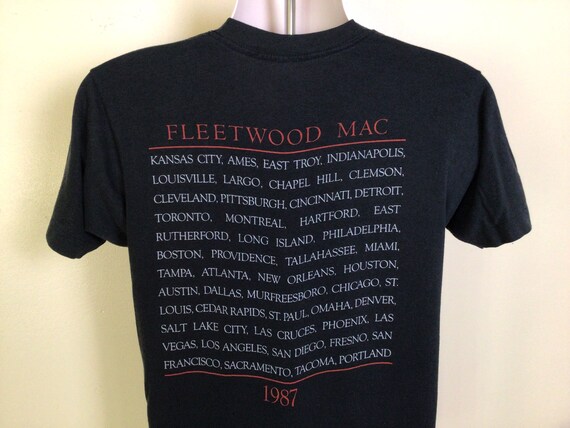 FLEETWOOD MAC
KANSAS CITY, AMES, EAST TROY, INDIANAPOLIS,
LOUISVILLE, LARGO, CHAPEL HILL, CLEMSON,
CLEVELAND, PITTSBURGH, CINCINNATI, DETROIT,
TORONTO, MONTREAL, HARTFORD, EAST
RUTHERFORD, LONG ISLAND, PHILADELPHIA,
BOSTON, PROVIDENCE, TALLAHASSEE, MIAMI,
TAMPA, ATLANTA, NEW ORLEANS, HOUSTON,
AUSTIN, DALLAS, MURFREESBORO, CHICAGO, ST.
LOUIS, CEDAR RAPIDS, ST. PAUL, OMAHA, DENVER,
SALT LAKE CITY, LAS CRUCES, PHOENIX, LAS
VEGAS, LOS ANGELES, SAN DIEGO, FRESNO, SAN
FRANCISCO, SACRAMENTO, TACOMA, PORTLAND
1987